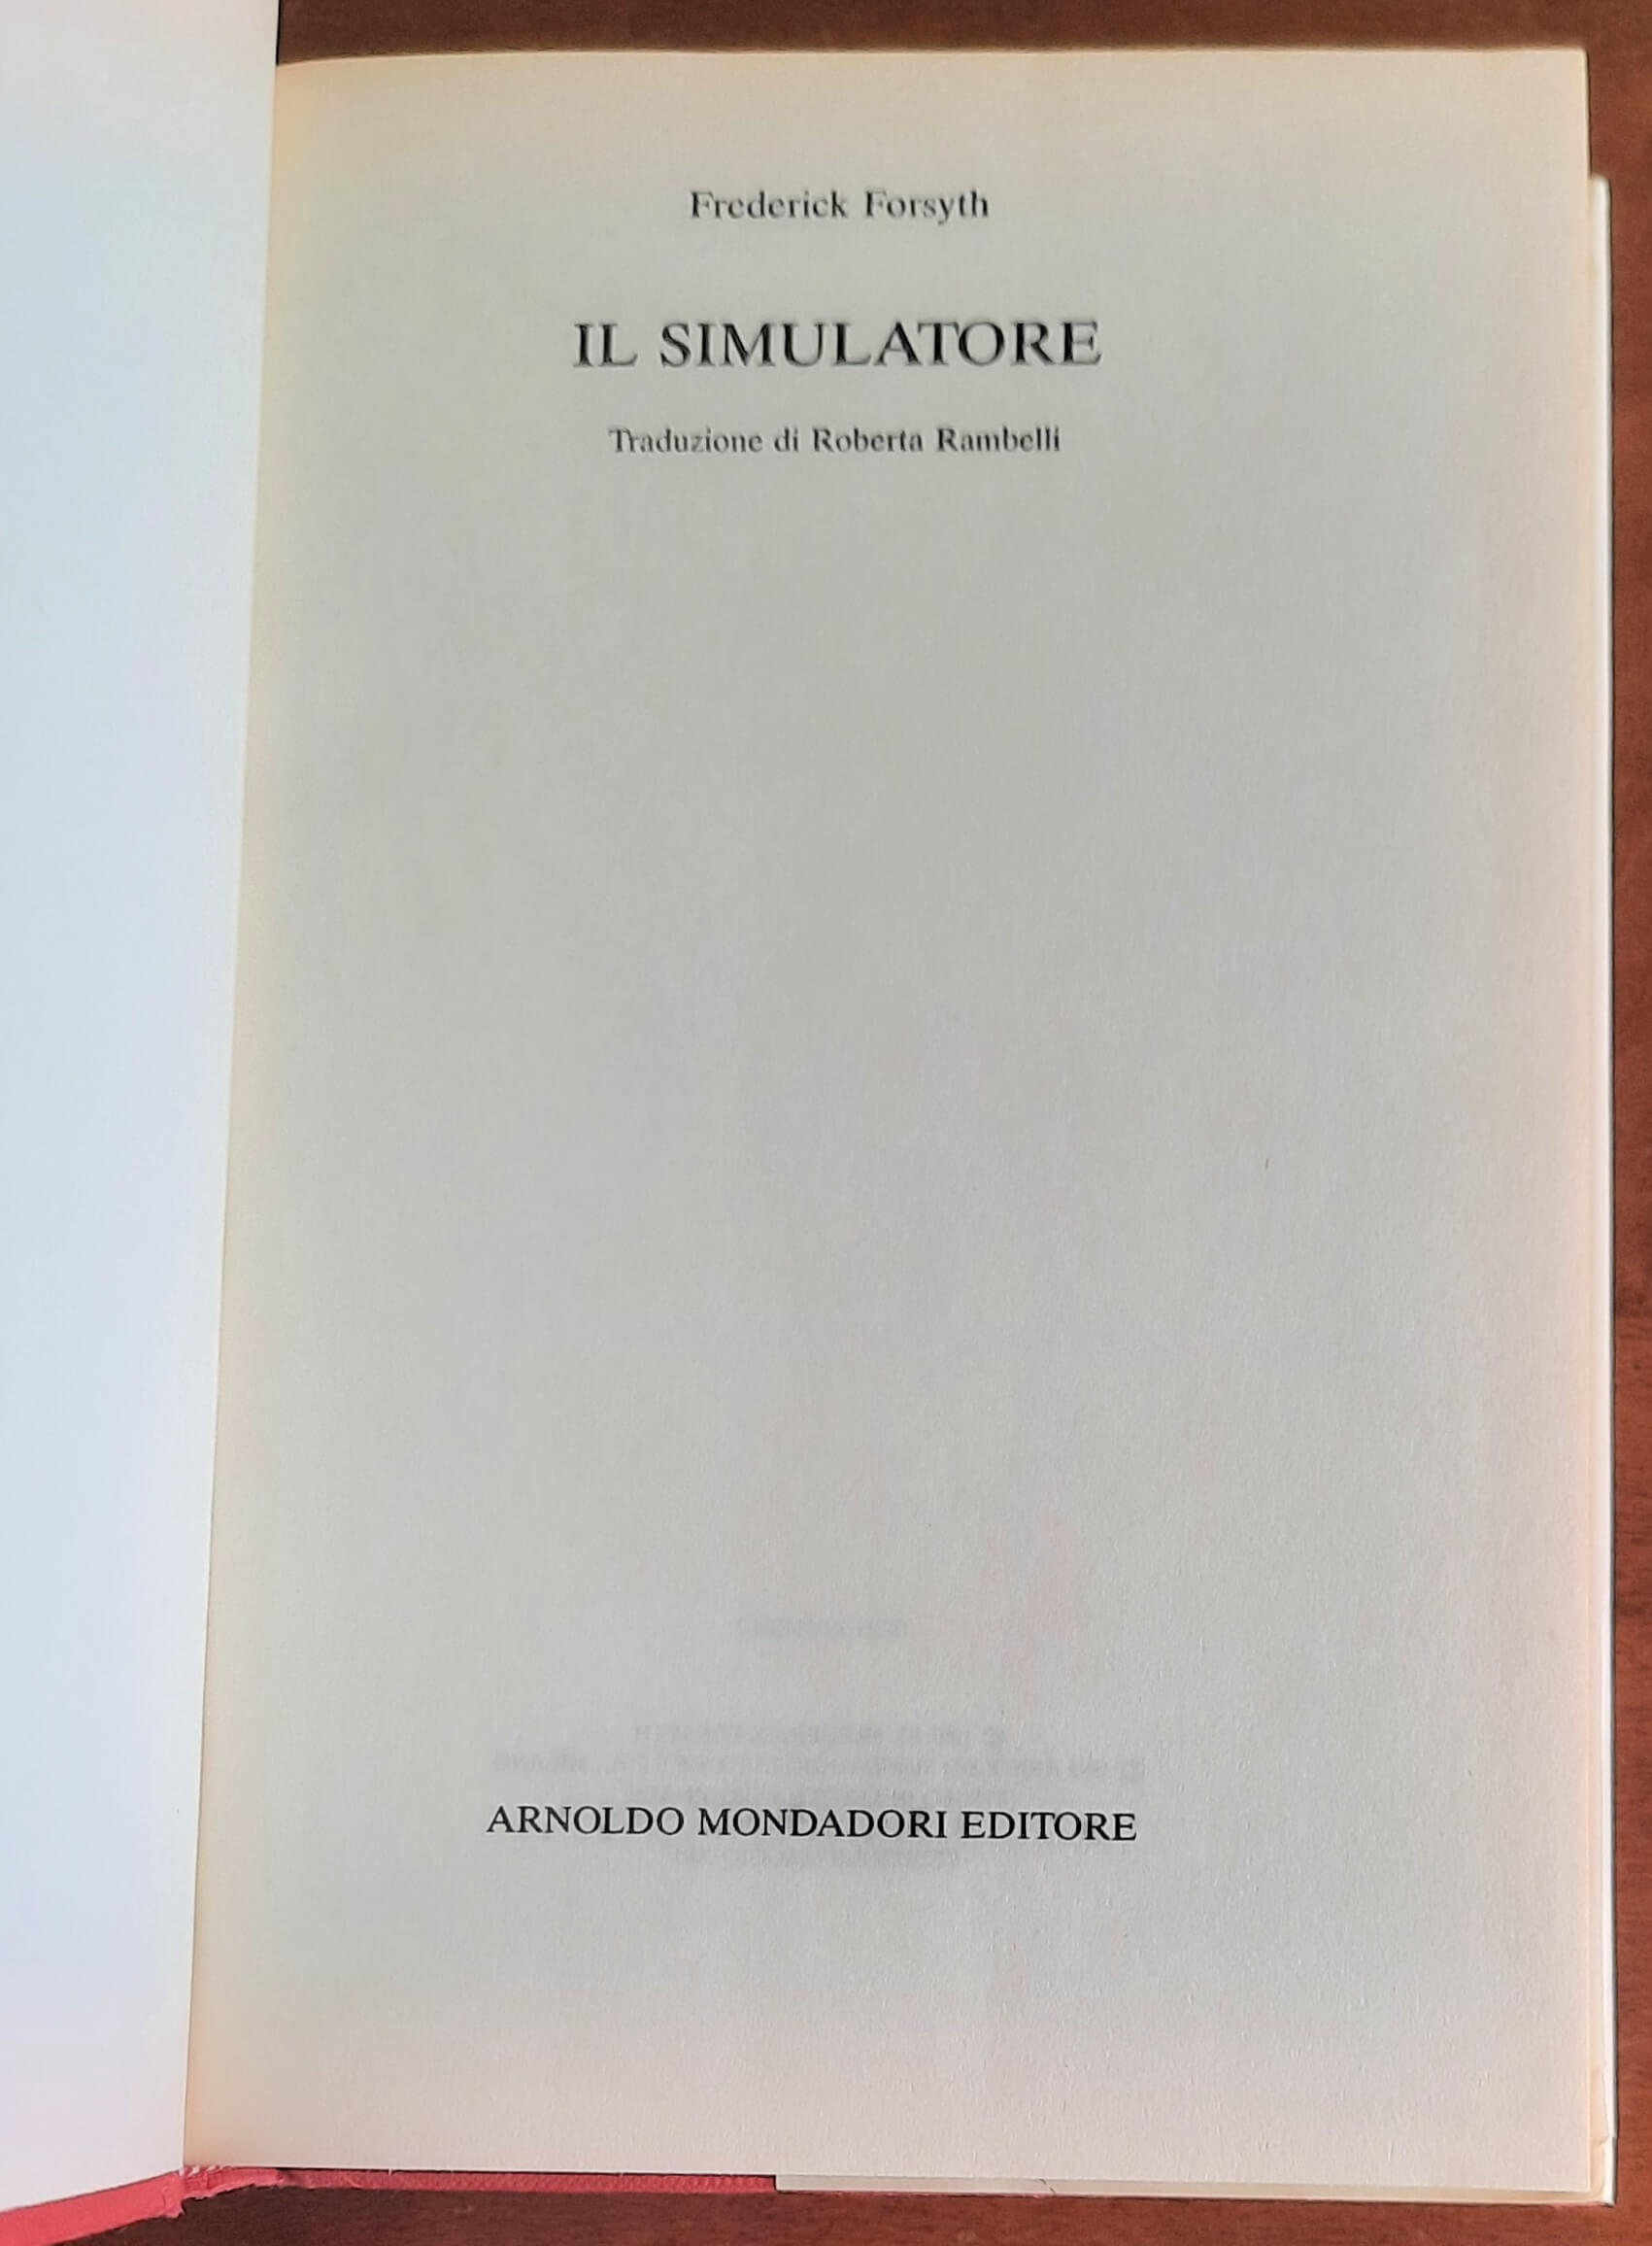 Frederick Forsyth
IL SIMULATORE
Traduzione di Roberta Rambelli
ARNOLDO MONDADORI EDITORE